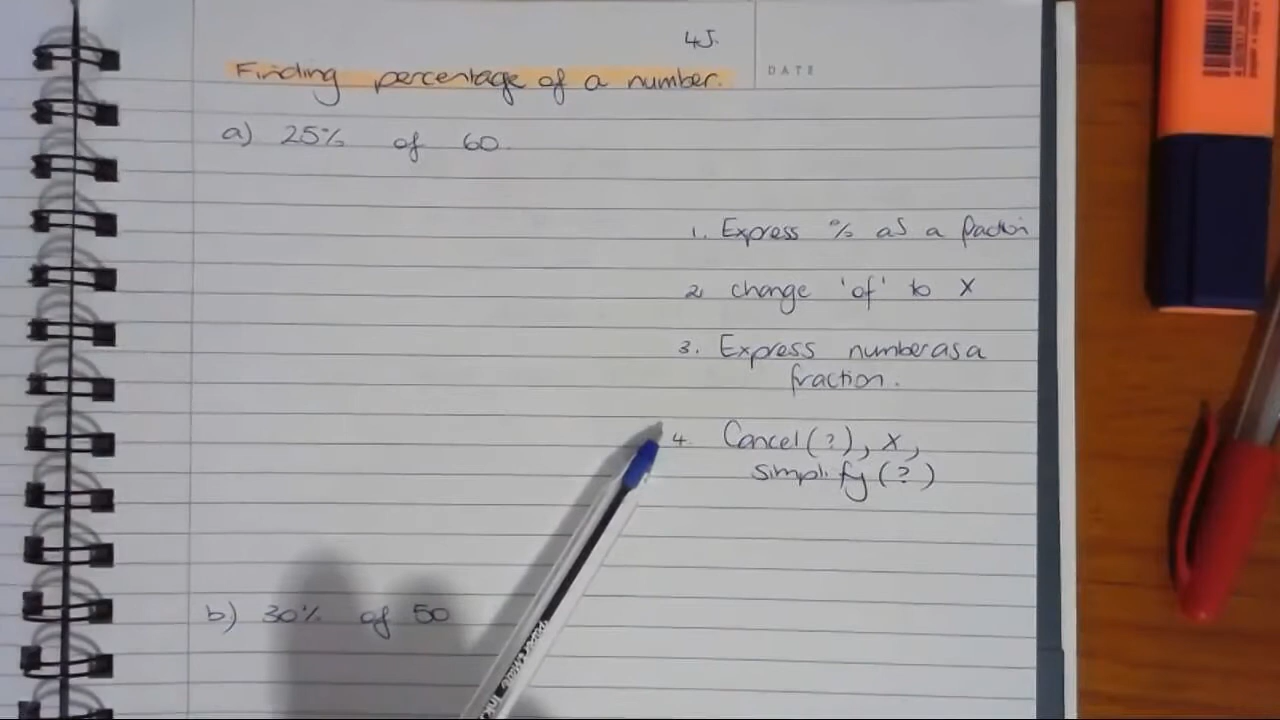 45.
DATE
Finding percentage of a number.
a) 25% of 60.
1. Express % as a fraction
2. change 'of' to X
3. Express number as a
fraction.
4. Cancel (?), X,
simplify (?)
b) 30% of 50